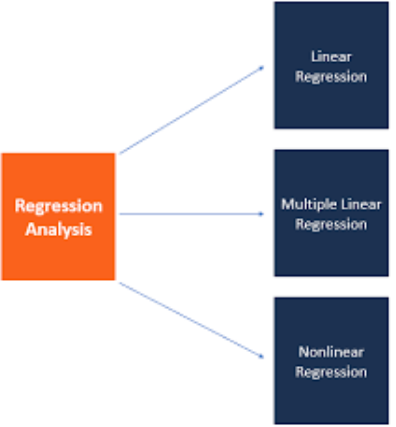 Linear
Regression
Regression
Analysis
Multiple Linear
Regression
Nonlinear
Regression